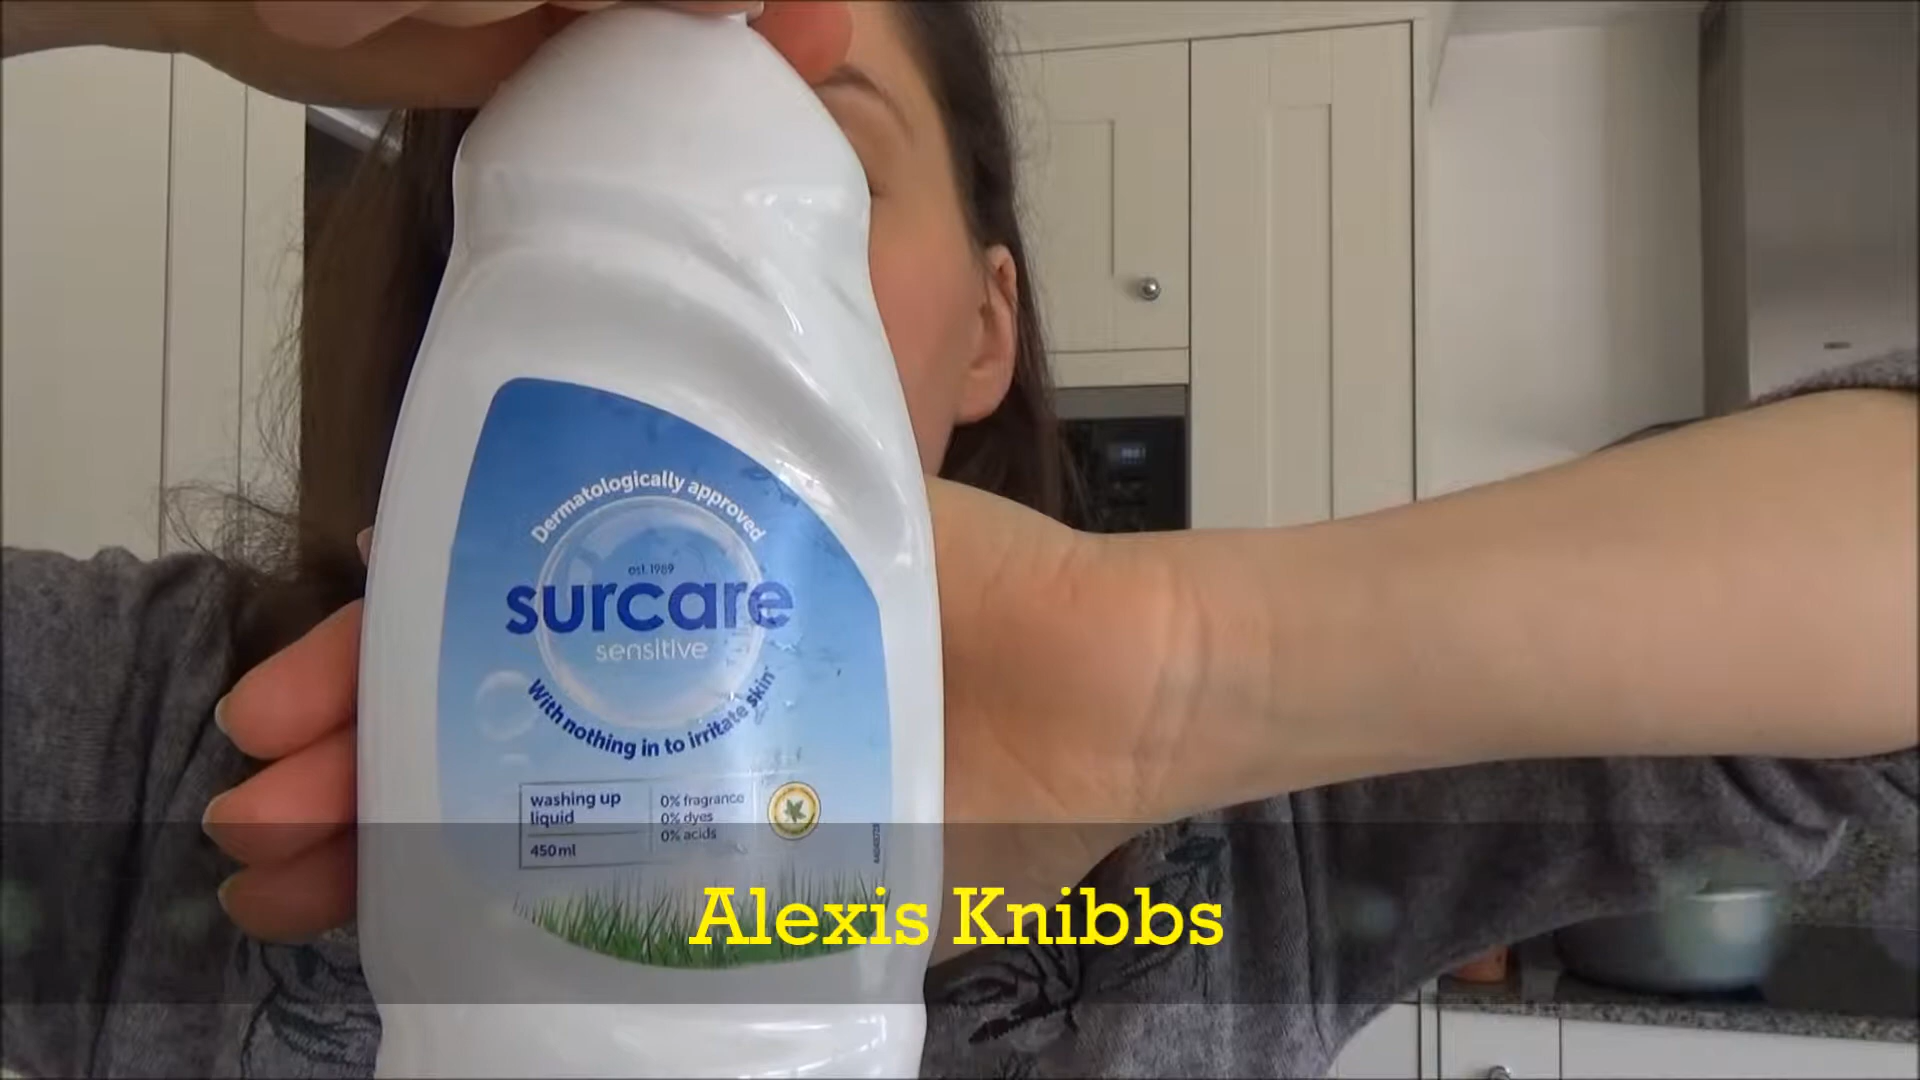 Dermatologically approved
est. 1989
surcare
sensitive
With nothing in to irritate skin
washing up
liquid
450ml
0% fragrance
0% dyes
0% acids
Alexis Knibbs